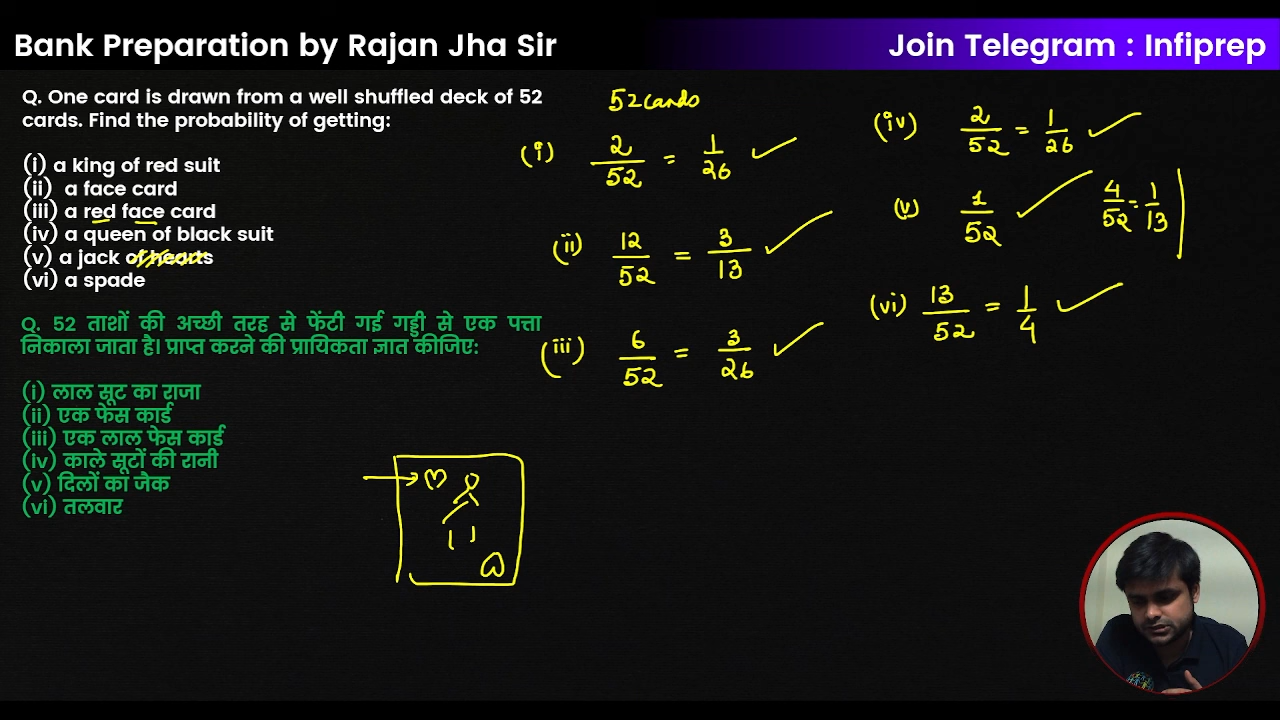 Bank Preparation by Rajan Jha Sir
Join Telegram : Infiprep
Q. One card is drawn from a well shuffled deck of 52
cards. Find the probability of getting:
(i) a king of red suit
(ii) a face card
(iii) a red face card
(iv) a queen of black suit
(v) a jack of hearts
(vi) a spade
Q. 52 ताशों की अच्छी तरह से फेंटी गई गड्डी से एक पत्ता
निकाला जाता है। प्राप्त करने की प्रायिकता ज्ञात कीजिए:
(i) लाल सूट का राजा
(ii) एक फेस कार्ड
(iii) एक लाल फेस कार्ड
(iv) काले सूटों की रानी
(v) दिलों का जैक
(vi) तलवार
52 cards
(i) 2/52 = 1/26
(ii) 12/52 = 3/13
(iii) 6/52 = 3/26
(iv) 2/52 = 1/26
(v) 1/52
4/52 = 1/13
(vi) 13/52 = 1/4